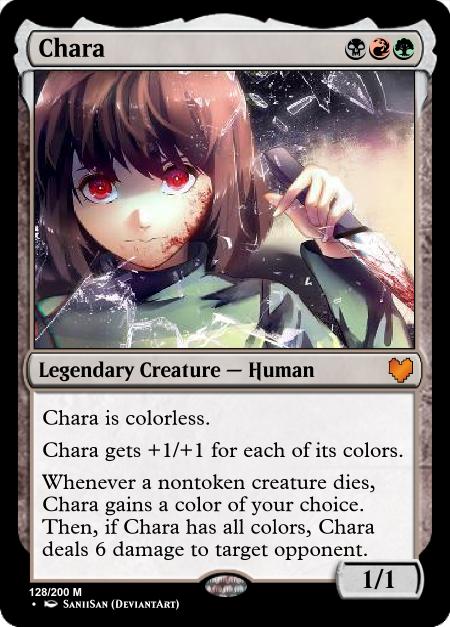 Chara
Legendary Creature — Human
Chara is colorless.
Chara gets +1/+1 for each of its colors.
Whenever a nontoken creature dies,
Chara gains a color of your choice.
Then, if Chara has all colors, Chara
deals 6 damage to target opponent.
1/1
128/200 M
• SaniiSan (DeviantArt)